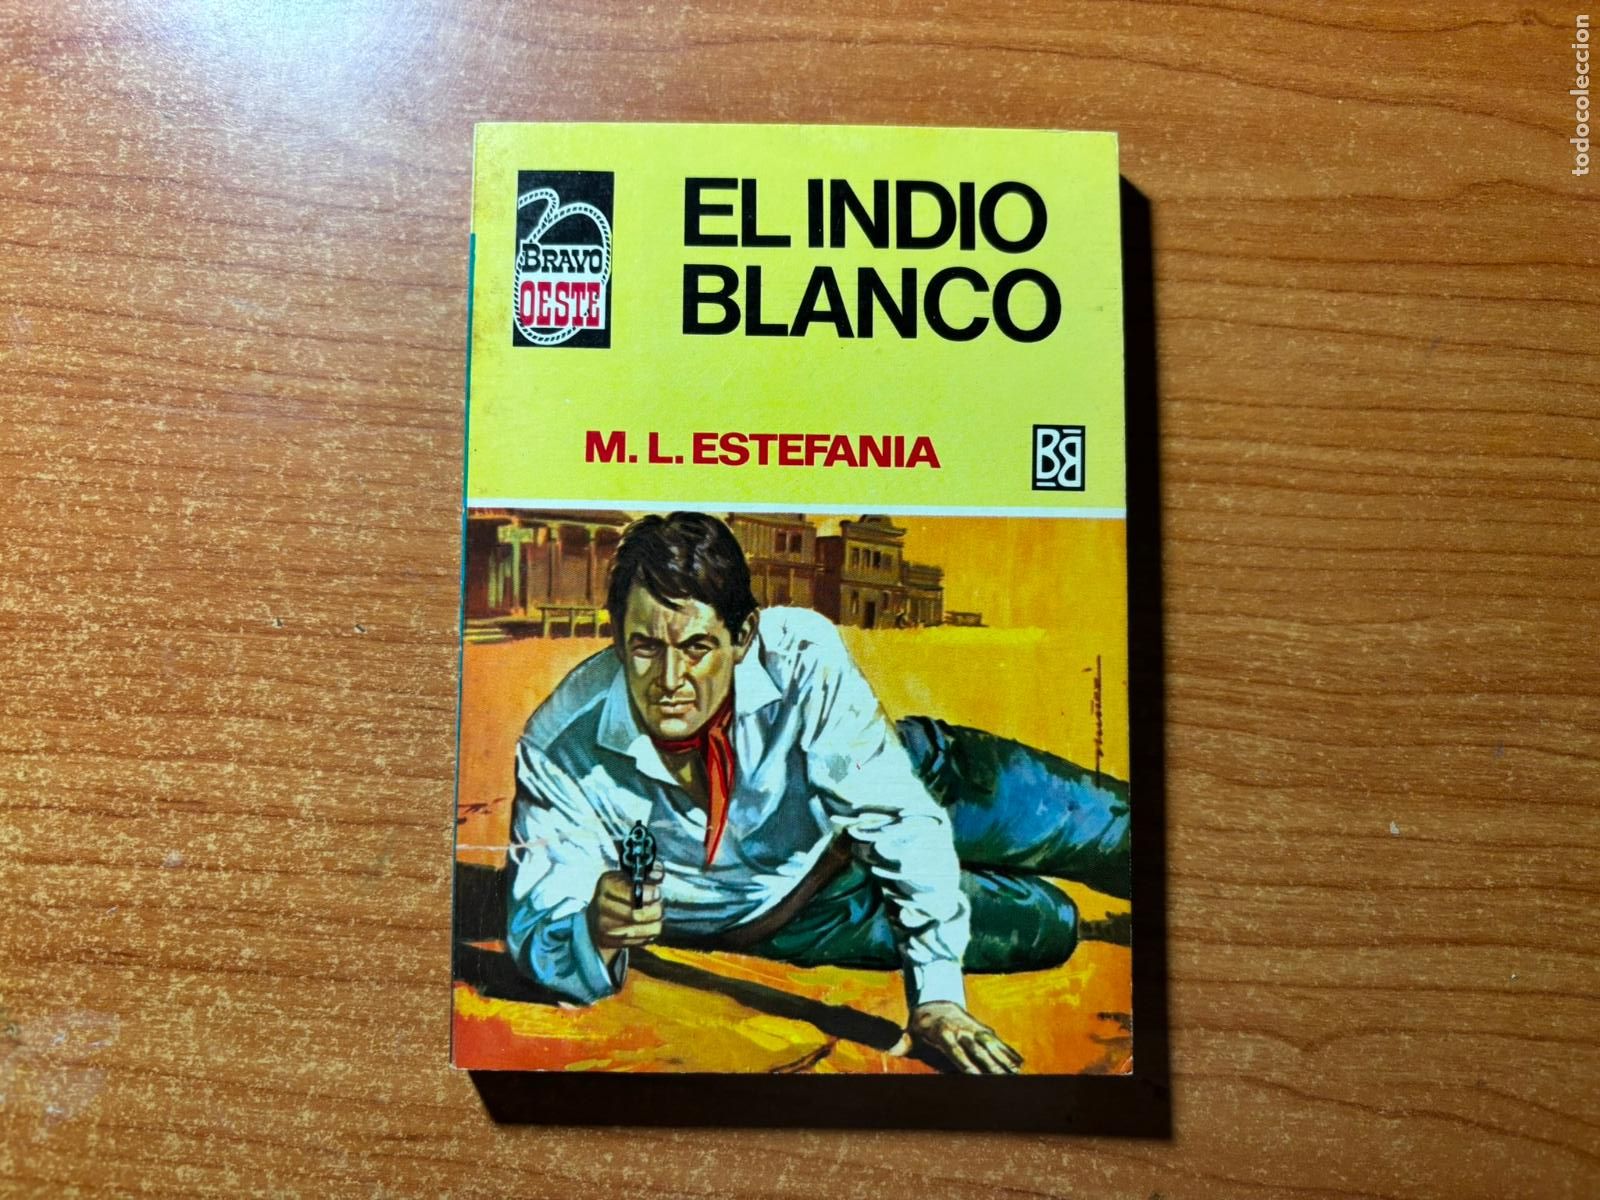 BRAVO
OESTE
EL INDIO
BLANCO
M. L. ESTEFANIA
BB
todocoleccion